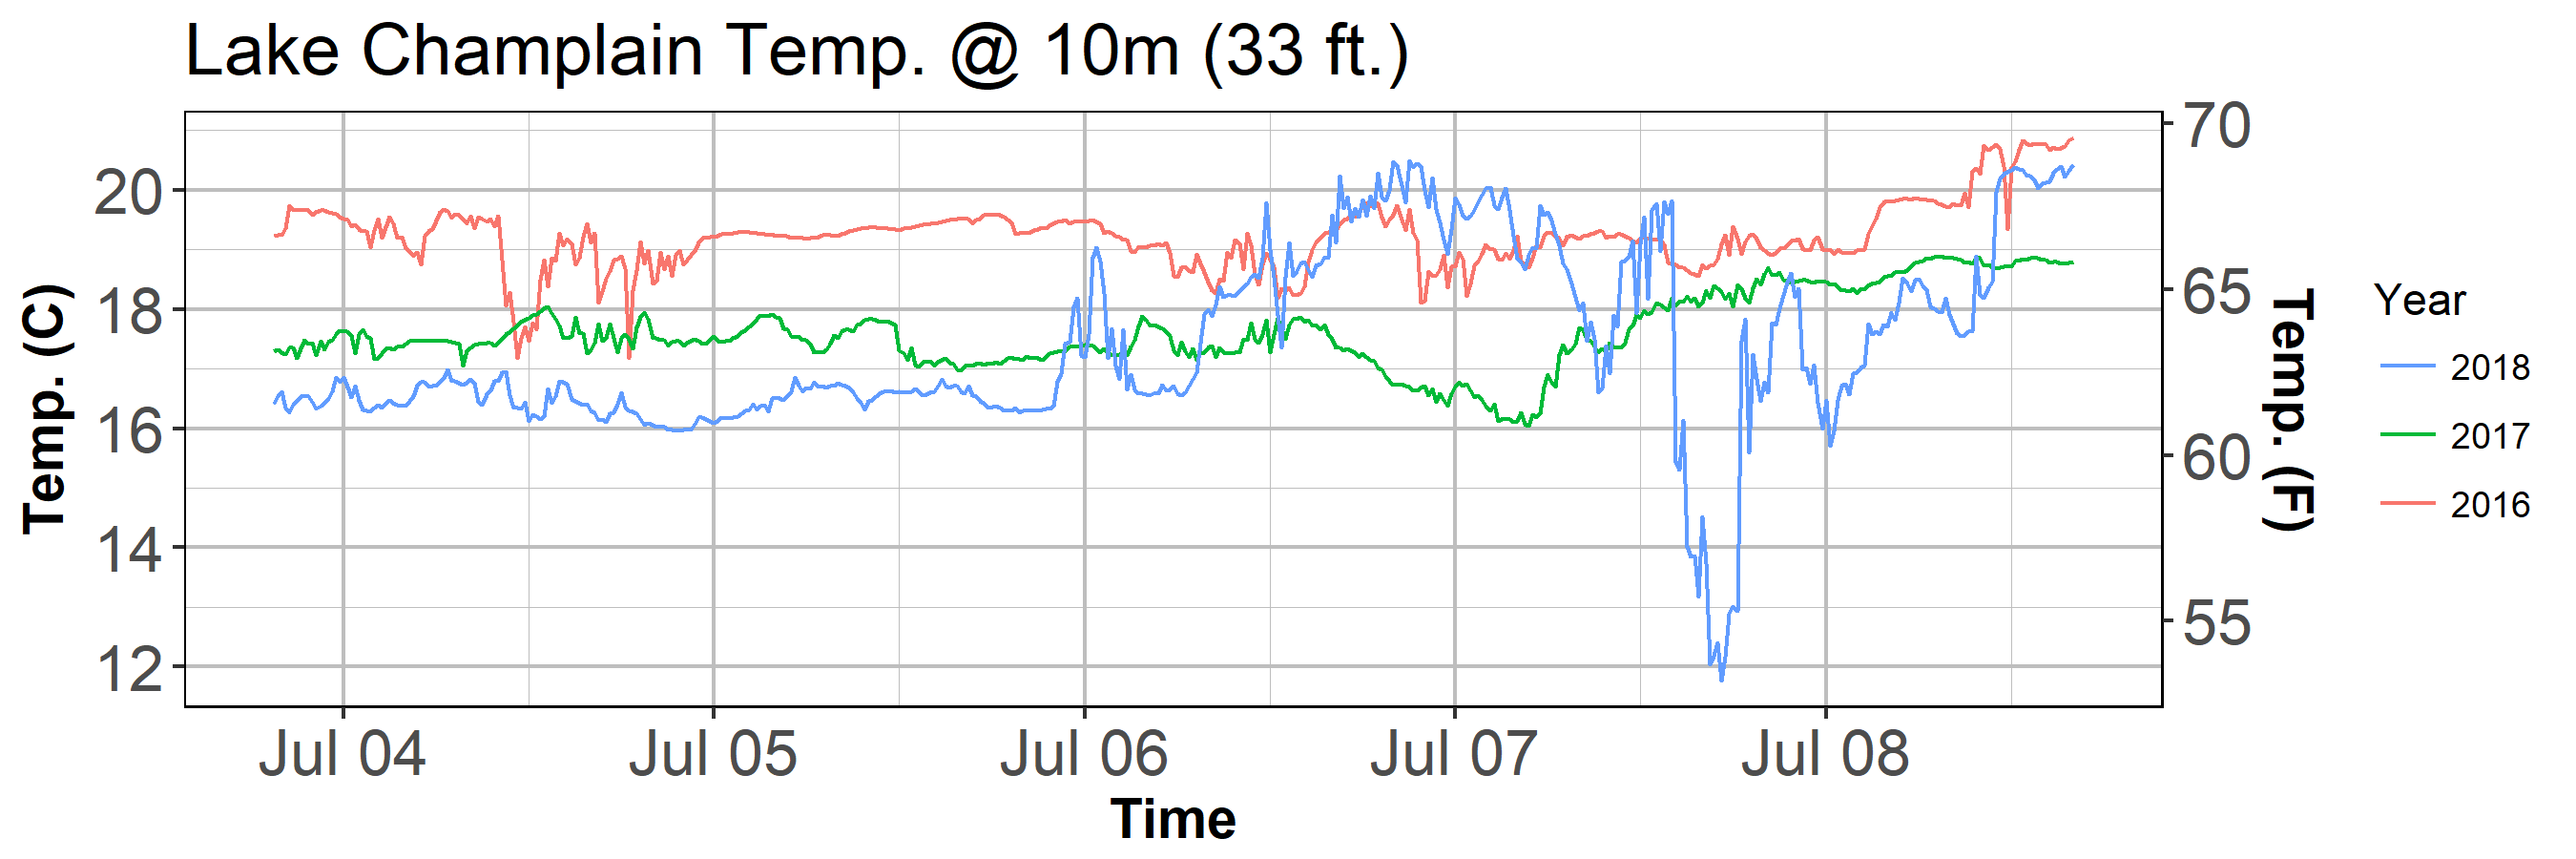 Lake Champlain Temp. @ 10m (33 ft.)
Temp. (C)
20
18
16
14
12
70
65
60
55
Temp. (F)
Jul 04
Jul 05
Jul 06
Jul 07
Jul 08
Time
Year
2018
2017
2016